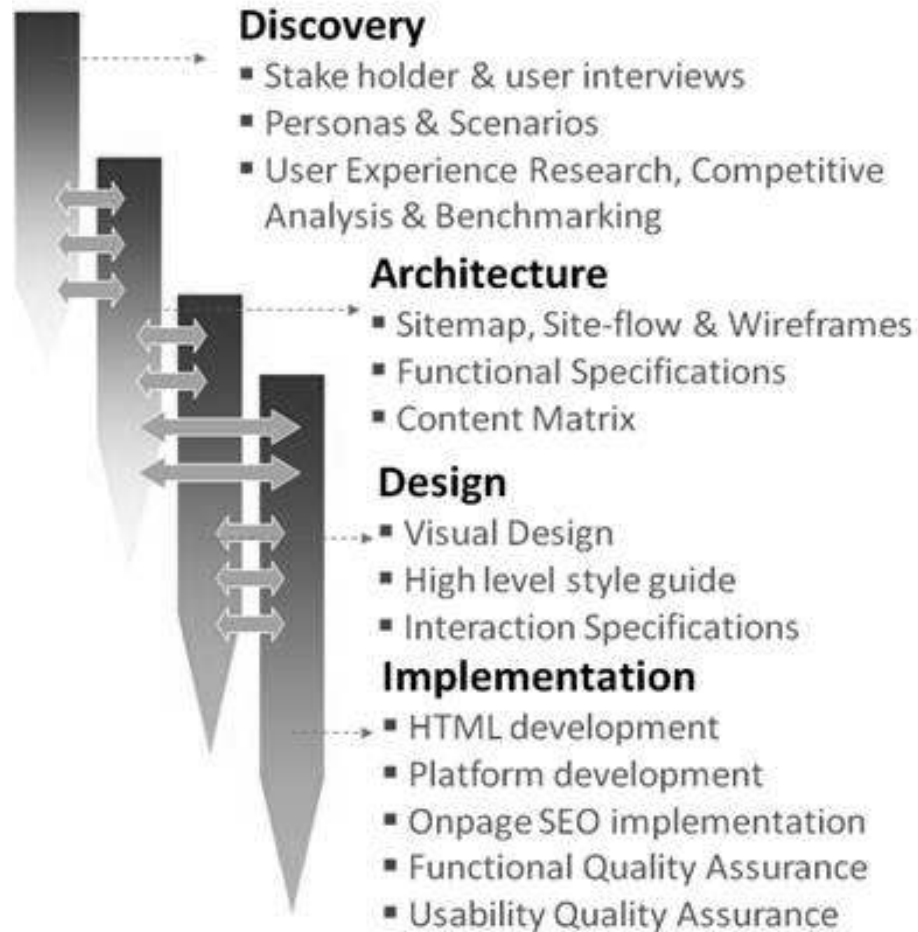 Discovery
▪ Stake holder & user interviews
▪ Personas & Scenarios
▪ User Experience Research, Competitive
Analysis & Benchmarking
Architecture
▪ Sitemap, Site-flow & Wireframes
▪ Functional Specifications
▪ Content Matrix
Design
▪ Visual Design
▪ High level style guide
▪ Interaction Specifications
Implementation
▪ HTML development
▪ Platform development
▪ Onpage SEO implementation
▪ Functional Quality Assurance
▪ Usability Quality Assurance